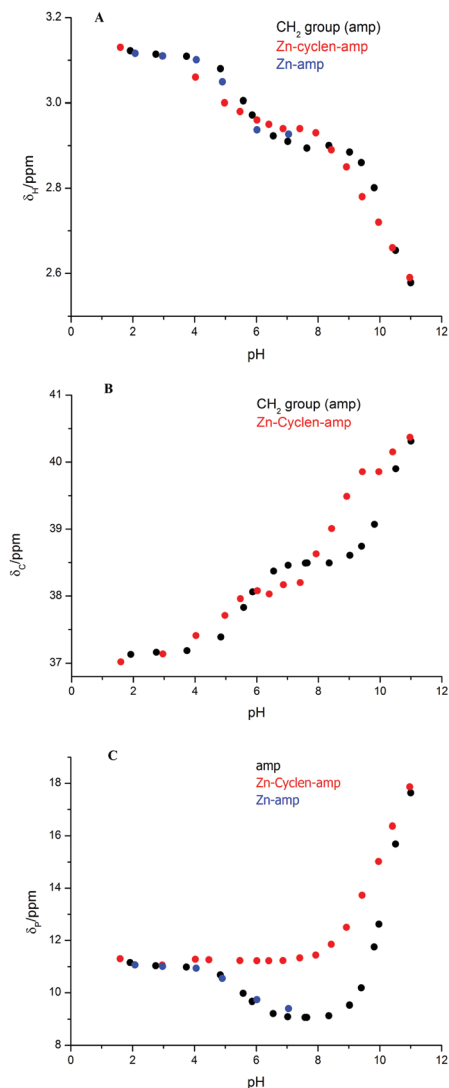 A
CH₂ group (amp)
Zn-cyclen-amp
Zn-amp
3.2
3.0
2.8
2.6
δH/ppm
0 2 4 6 8 10 12
pH
B
CH₂ group (amp)
Zn-Cyclen-amp
41
40
39
38
37
δC/ppm
0 2 4 6 8 10 12
pH
C
amp
Zn-Cyclen-amp
Zn-amp
18
16
14
12
10
8
δP/ppm
0 2 4 6 8 10 12
pH